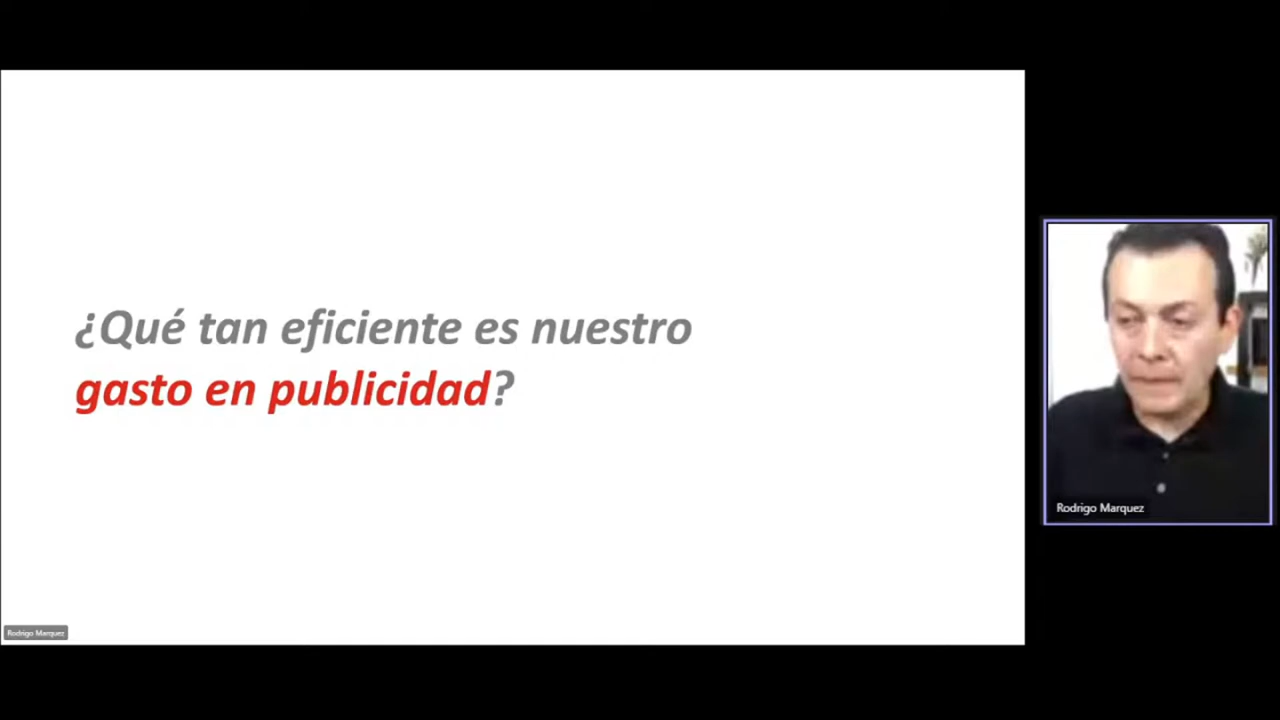 ¿Qué tan eficiente es nuestro
gasto en publicidad?
Rodrigo Marquez
Rodrigo Marquez